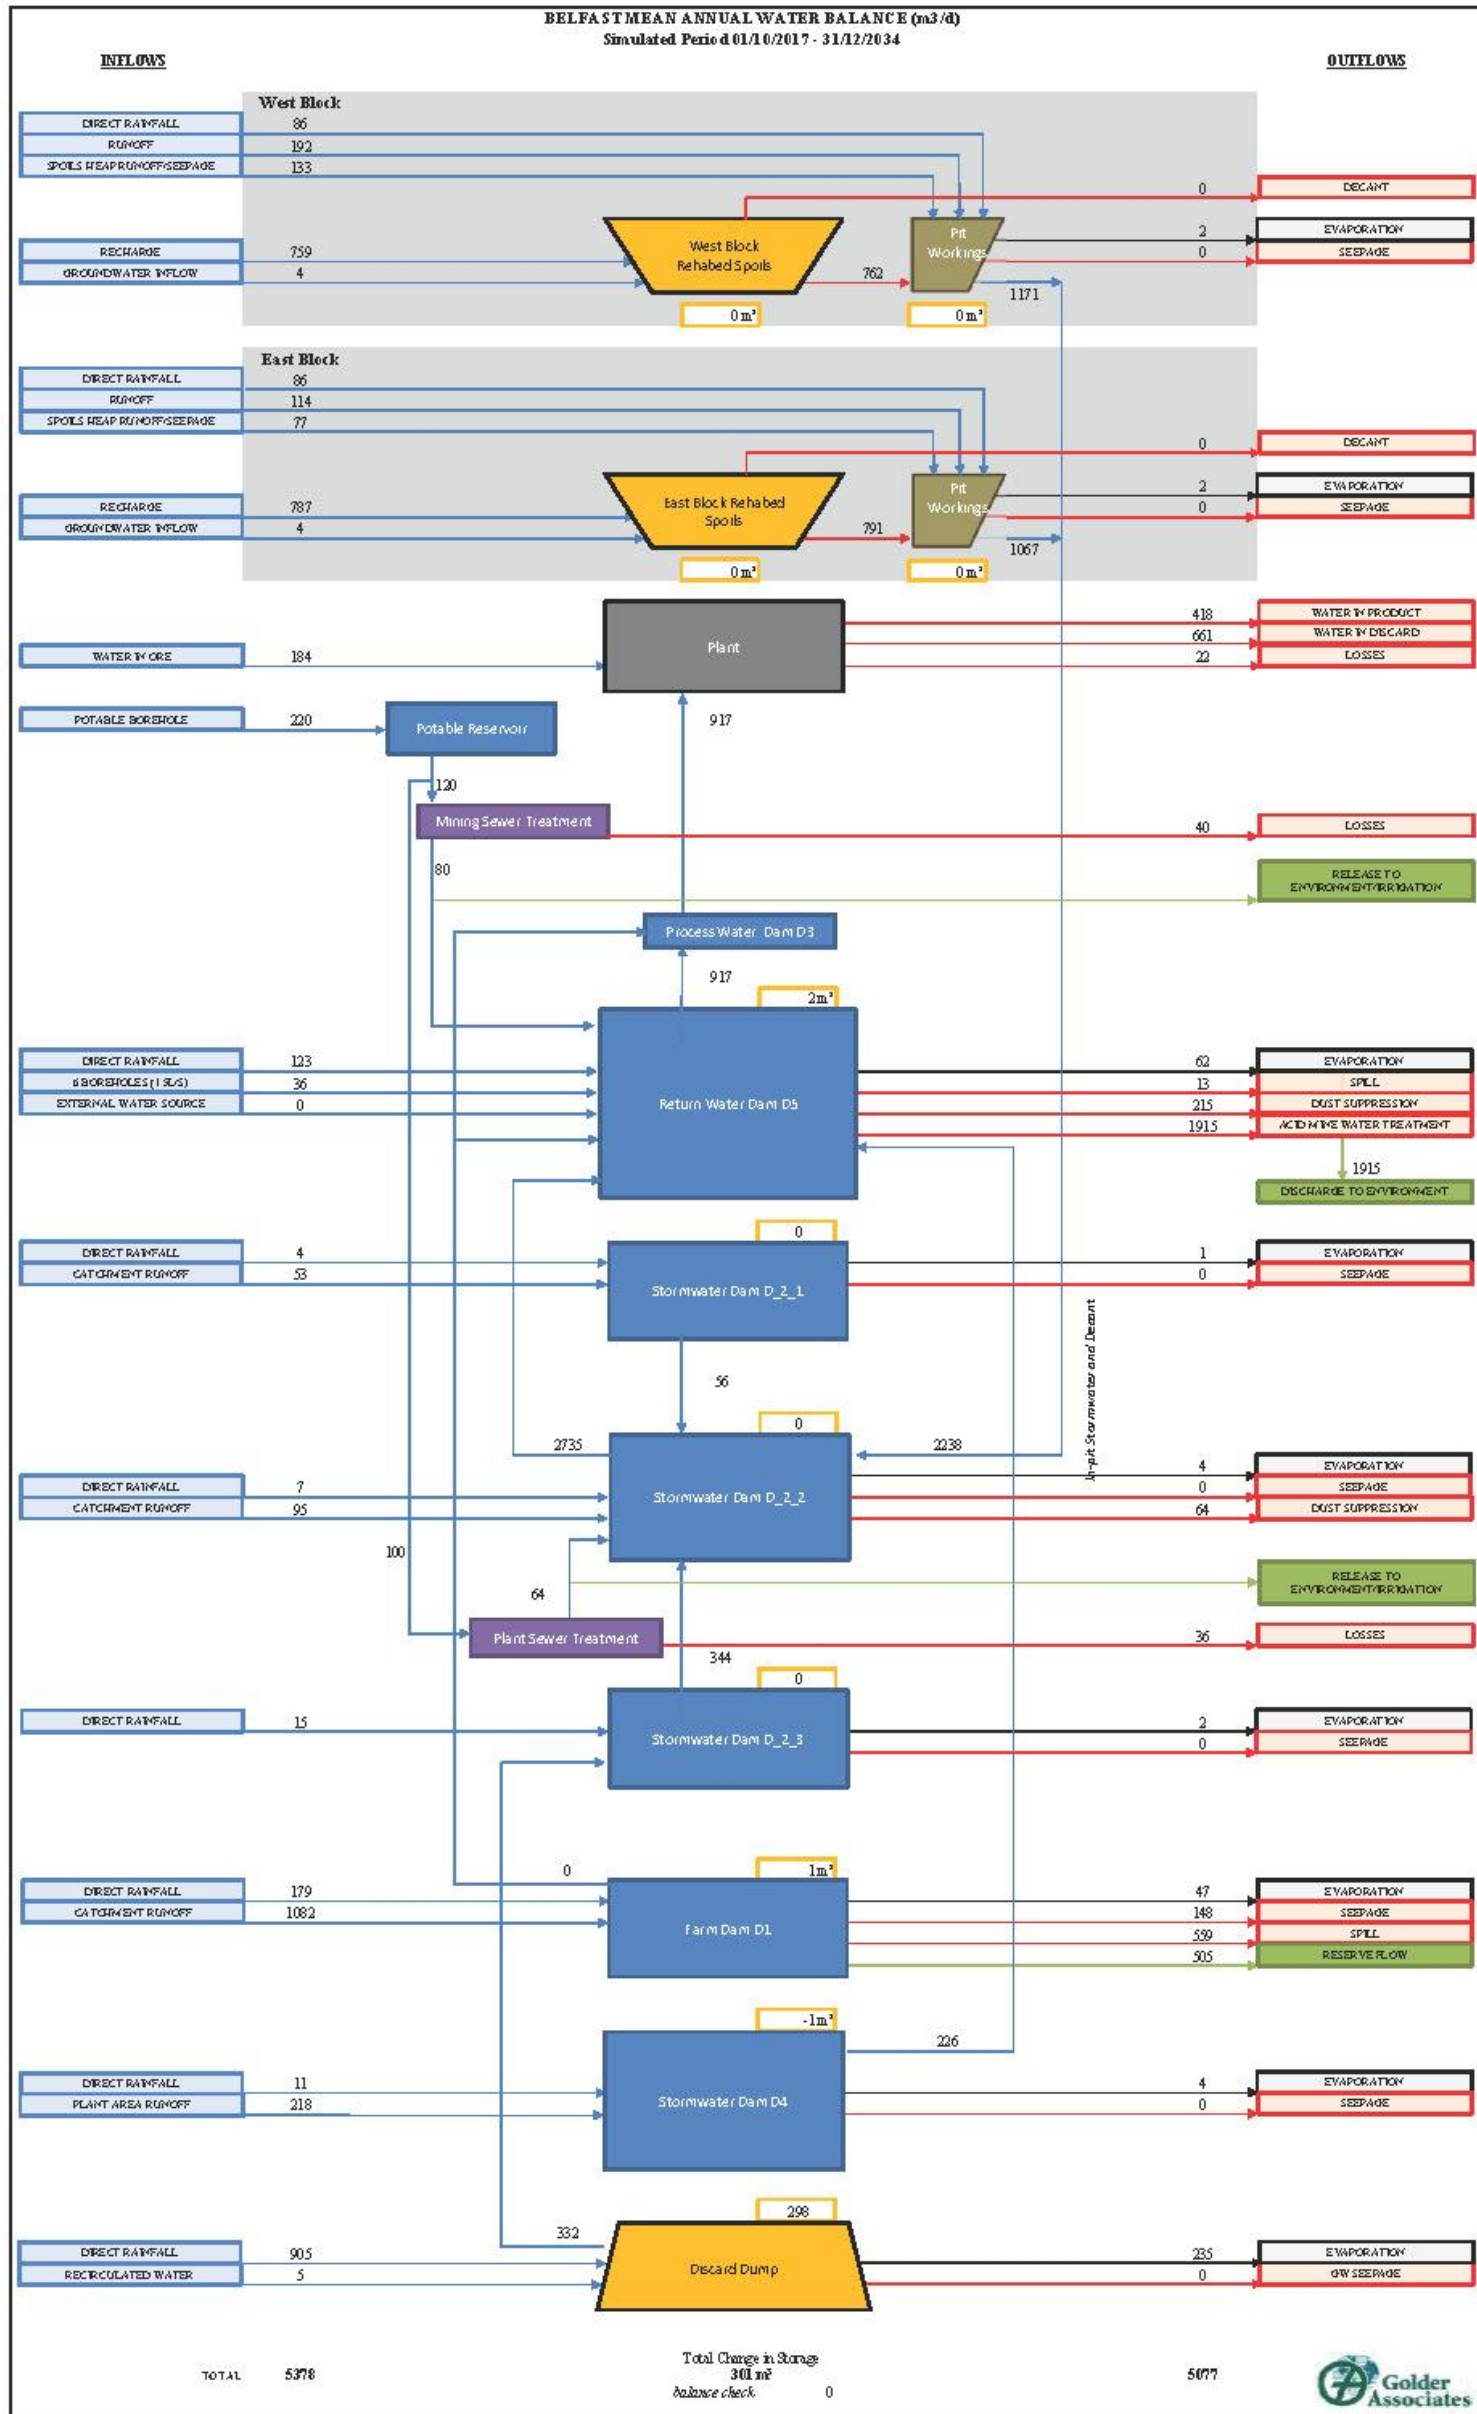 BELFAST MEAN ANNUAL WATER BALANCE (m3/d)
Simulated Period 01/10/2017 - 31/12/2034
INFLOWS
OUTFLOWS
West Block
DIRECT RAINFALL 86
RUNOFF 192
SPOILS HEAP RUNOFF/SEEPAGE 133
0 DECANT
RECHARGE 759
GROUNDWATER INFLOW 4
West Block
Rehabed Spoils
762
Pit
Workings
1171
2 EVAPORATION
0 SEEPAGE
0 m³
0 m³
East Block
DIRECT RAINFALL 86
RUNOFF 114
SPOILS HEAP RUNOFF/SEEPAGE 77
0 DECANT
RECHARGE 787
GROUNDWATER INFLOW 4
East Block Rehabed
Spoils
791
Pit
Workings
1067
2 EVAPORATION
0 SEEPAGE
0 m³
0 m³
WATER IN ORE 184
Plant
418 WATER IN PRODUCT
661 WATER IN DISCARD
22 LOSSES
917
POTABLE BOREHOLE 220
Potable Reservoir
120
Mining Sewer Treatment
40 LOSSES
80
RELEASE TO
ENVIRONMENT/IRRIGATION
Process Water Dam D3
917
2m³
DIRECT RAINFALL 123
6 BOREHOLES (1.5L/S) 36
EXTERNAL WATER SOURCE 0
Return Water Dam D5
62 EVAPORATION
13 SPILL
215 DUST SUPPRESSION
1915 ACID MINE WATER TREATMENT
1915
DISCHARGE TO ENVIRONMENT
0
DIRECT RAINFALL 4
CATCHMENT RUNOFF 53
Stormwater Dam D_2_1
1 EVAPORATION
0 SEEPAGE
In-pit Stormwater and Decant
56
0
2735
2238
DIRECT RAINFALL 7
CATCHMENT RUNOFF 95
Stormwater Dam D_2_2
4 EVAPORATION
0 SEEPAGE
64 DUST SUPPRESSION
100
64
RELEASE TO
ENVIRONMENT/IRRIGATION
Plant Sewer Treatment
36 LOSSES
344
0
DIRECT RAINFALL 15
Stormwater Dam D_2_3
2 EVAPORATION
0 SEEPAGE
0
1m³
DIRECT RAINFALL 179
CATCHMENT RUNOFF 1082
Farm Dam D1
47 EVAPORATION
148 SEEPAGE
559 SPILL
505 RESERVE FLOW
-1m³
226
DIRECT RAINFALL 11
PLANT AREA RUNOFF 218
Stormwater Dam D4
4 EVAPORATION
0 SEEPAGE
298
332
DIRECT RAINFALL 905
RECIRCULATED WATER 5
Discard Dump
235 EVAPORATION
0 GW SEEPAGE
TOTAL 5378
Total Change in Storage
301 m³
balance check 0
5077
Golder
Associates